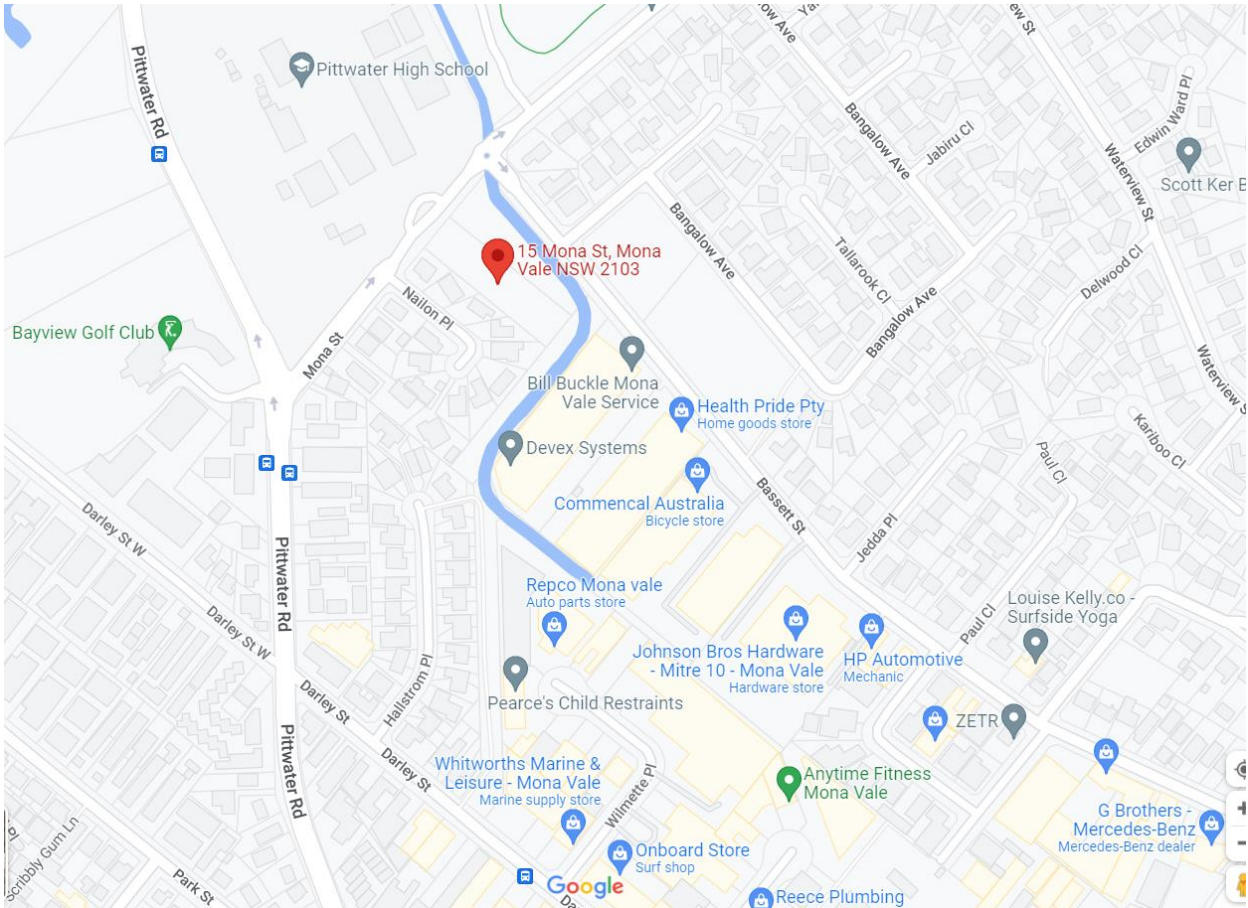 Pittwater Rd
Pittwater High School
Bangalow Ave
Waterview St
Edwin Ward Pl
Jabiru Cl
Scott Ker B
15 Mona St, Mona
Vale NSW 2103
Bangalow Ave
Tallarook Cl
Delwood Cl
Nailon Pl
Bangalow Ave
Bayview Golf Club
Mona St
Waterview S
Bill Buckle Mona
Vale Service
Health Pride Pty
Home goods store
Kariboo Cl
Devex Systems
Paul Cl
Commencal Australia
Bicycle store
Bassett St
Darley St W
Jedda Pl
Pittwater Rd
Repco Mona vale
Auto parts store
Louise Kelly.co -
Surfside Yoga
Darley St W
Paul Cl
Johnson Bros Hardware
- Mitre 10 - Mona Vale
Hardware store
HP Automotive
Mechanic
Hallstrom Pl
Darley St
Pearce's Child Restraints
ZETR
Pittwater Rd
Darley St
Whitworths Marine &
Leisure - Mona Vale
Marine supply store
Wilmette Pl
Anytime Fitness
Mona Vale
G Brothers -
Mercedes-Benz
Mercedes-Benz dealer
Scribbly Gum Ln
Onboard Store
Surf shop
Park St
Google
Reece Plumbing